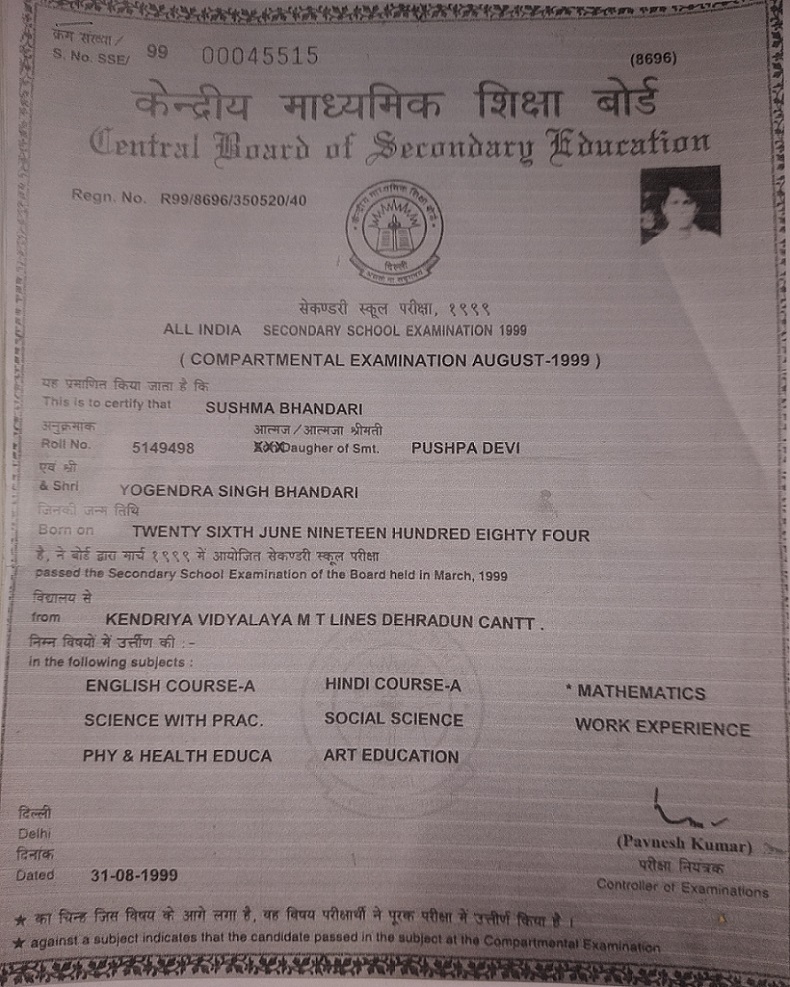 क्रम संख्या/
S. No. SSE/ 99 00045515 (8696)
केन्द्रीय माध्यमिक शिक्षा बोर्ड
Central Board of Secondary Education
Regn. No. R99/8696/350520/40
केन्द्रीय माध्यमिक शिक्षा बोर्ड
दिल्ली
सेकण्डरी स्कूल परीक्षा, १९९९
ALL INDIA SECONDARY SCHOOL EXAMINATION 1999
( COMPARTMENTAL EXAMINATION AUGUST-1999 )
यह प्रमाणित किया जाता है कि
This is to certify that SUSHMA BHANDARI
अनुक्रमांक आत्मज/आत्मजा श्रीमती
Roll No. 5149498 XXXDaugher of Smt. PUSHPA DEVI
एवं श्री
& Shri YOGENDRA SINGH BHANDARI
जिनकी जन्म तिथि
Born on TWENTY SIXTH JUNE NINETEEN HUNDRED EIGHTY FOUR
है, ने बोर्ड द्वारा मार्च १९९९ में आयोजित सेकण्डरी स्कूल परीक्षा
passed the Secondary School Examination of the Board held in March, 1999
विद्यालय से
from KENDRIYA VIDYALAYA M T LINES DEHRADUN CANTT .
निम्न विषयों में उर्त्तीण की :-
in the following subjects :
ENGLISH COURSE-A HINDI COURSE-A * MATHEMATICS
SCIENCE WITH PRAC. SOCIAL SCIENCE WORK EXPERIENCE
PHY & HEALTH EDUCA ART EDUCATION
दिल्ली
Delhi
(Pavnesh Kumar)
दिनांक
परीक्षा नियंत्रक
Dated 31-08-1999
Controller of Examinations
★ का चिन्ह जिस विषय के आगे लगा है, वह विषय परीक्षार्थी ने पूरक परीक्षा में उर्त्तीण किया है ।
★ against a subject indicates that the candidate passed in the subject at the Compartmental Examination